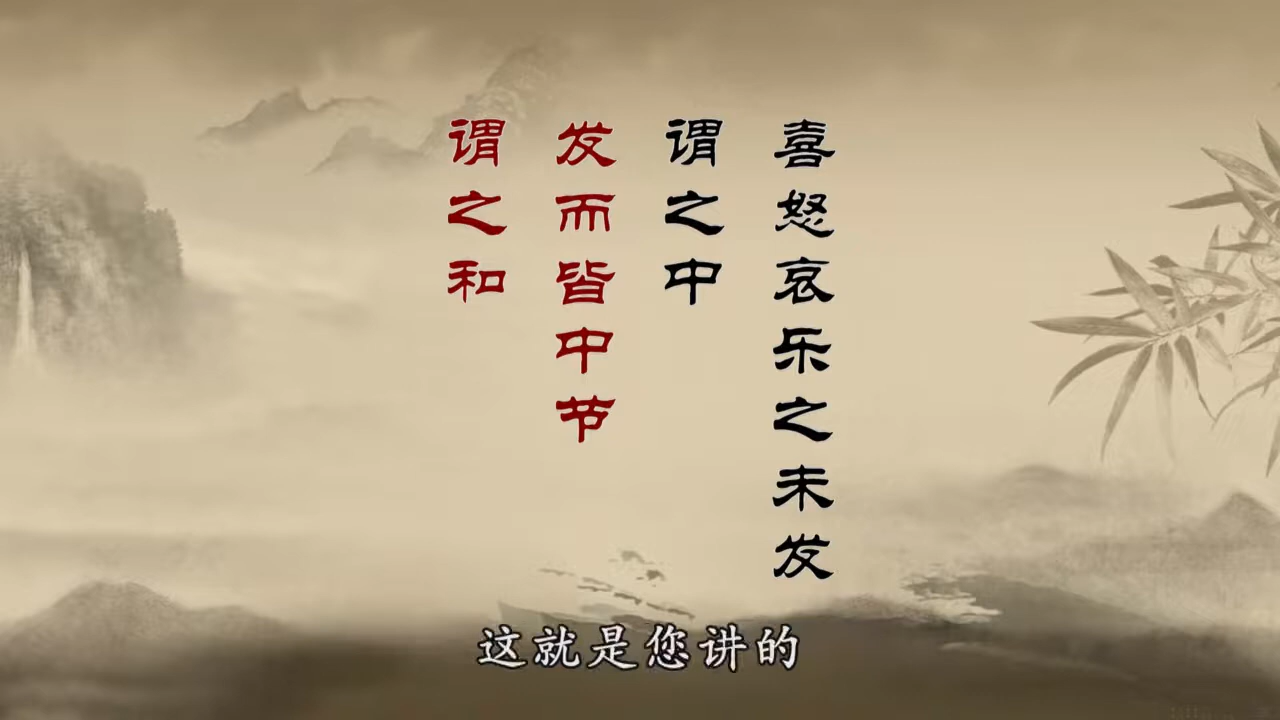 喜怒哀乐之未发
谓之中
发而皆中节
谓之和
这就是您讲的